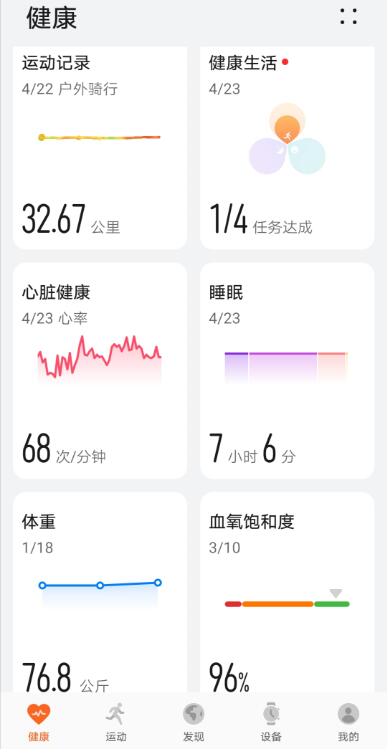 健康
运动记录
4/22 户外骑行
32.67 公里
健康生活
4/23
1/4 任务达成
心脏健康
4/23 心率
68 次/分钟
睡眠
4/23
7 小时 6 分
体重
1/18
76.8 公斤
血氧饱和度
3/10
96%
健康
运动
发现
设备
我的